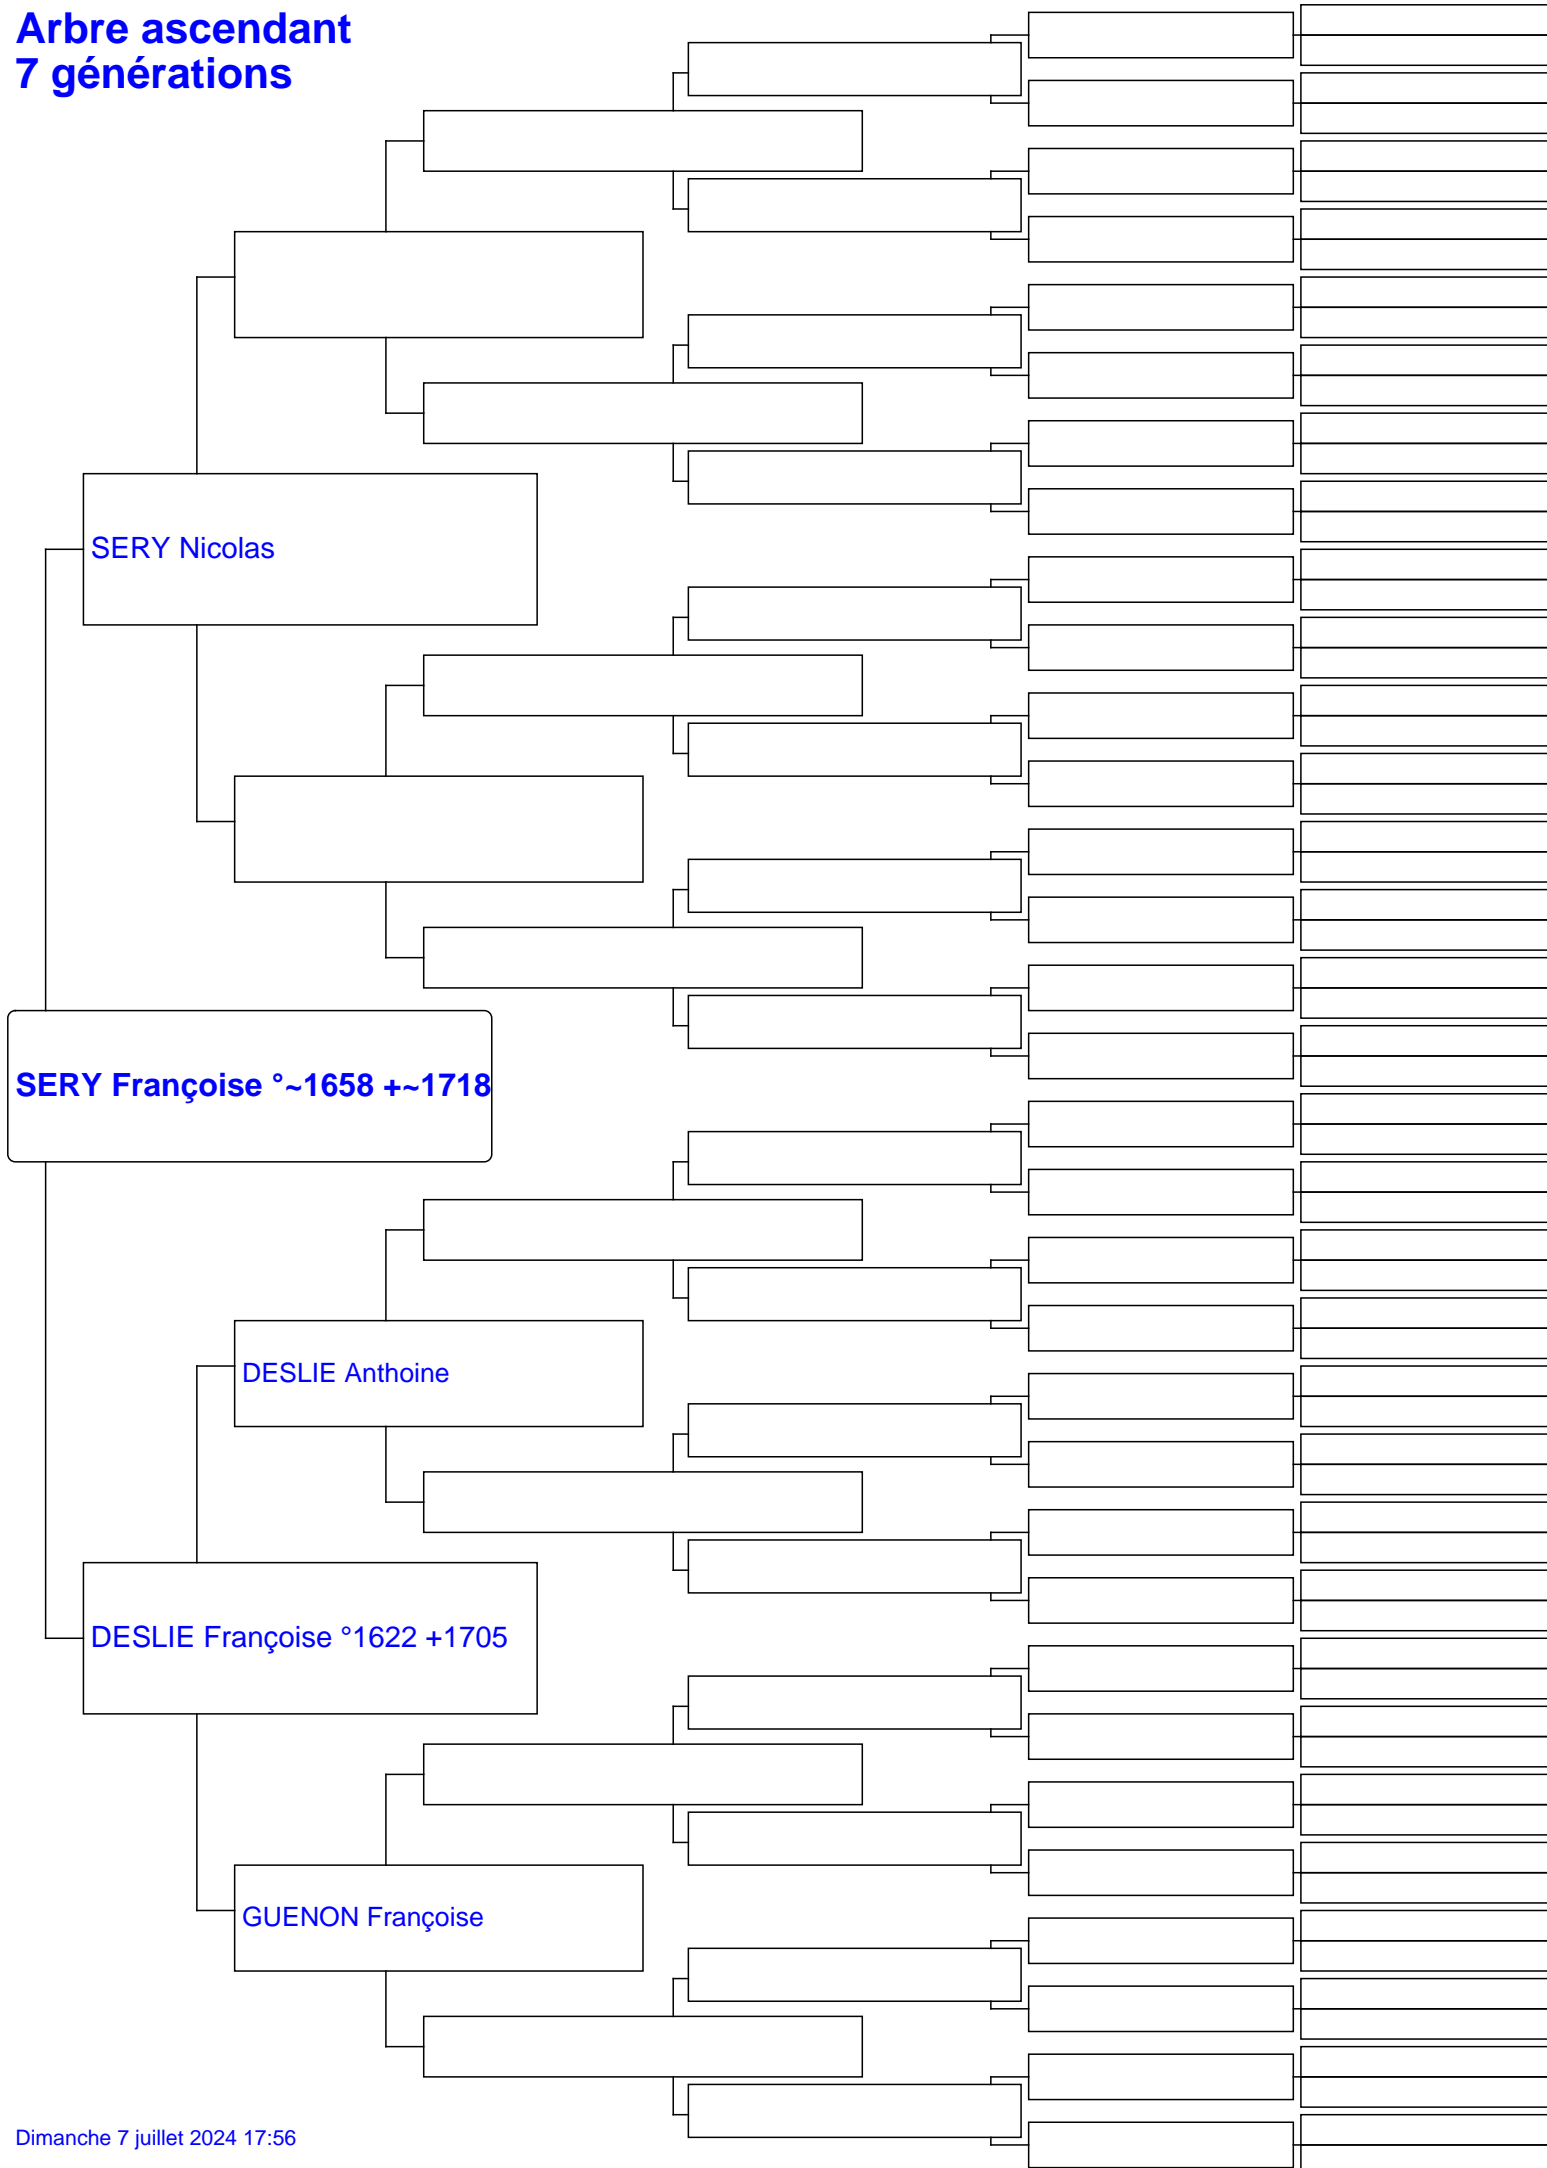 Arbre ascendant
7 générations
SERY Nicolas
SERY Françoise °~1658 +~1718
DESLIE Anthoine
DESLIE Françoise °1622 +1705
GUENON Françoise
Dimanche 7 juillet 2024 17:56